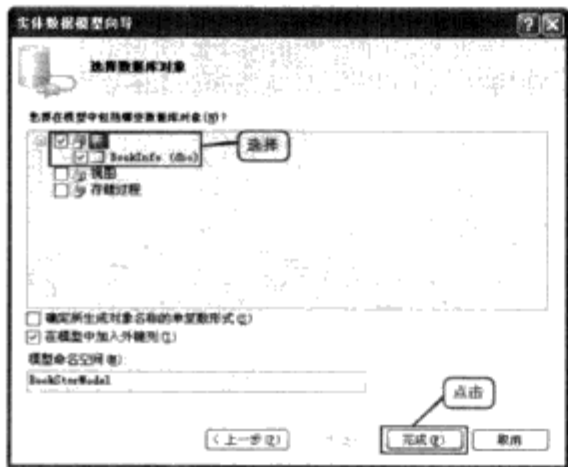 实体数据模型向导
选择数据库对象
您要在模型中包括哪些数据库对象(W)?
表
BookInfo (dbo)
选择
视图
存储过程
确定所生成对象名称的单复数形式(S)
在模型中加入外键列(I)
模型命名空间(M):
BookStorModel
点击
<上一步(P)
完成(F)
取消